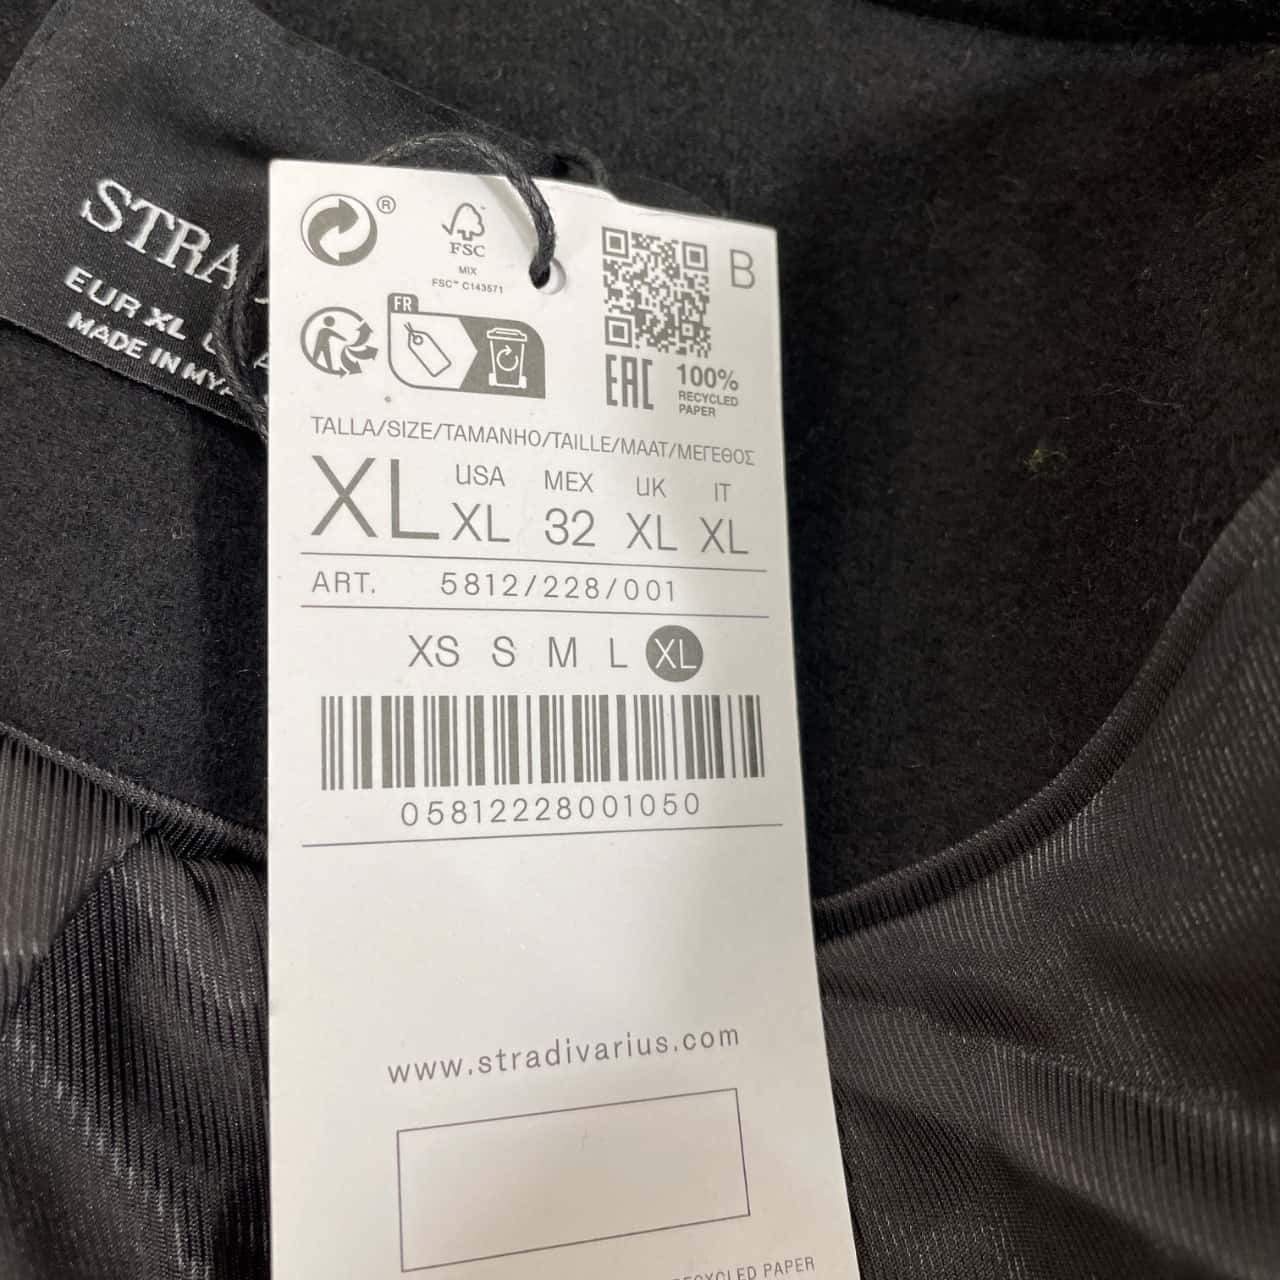 STRA
EUR XL
MADE IN MYA
®
FSC
MIX
FSC™ C143571
FR
B
EAC
100%
RECYCLED
PAPER
TALLA/SIZE/TAMANHO/TAILLE/MAAT/ΜΕΓΕΘΟΣ
XL
USA MEX UK IT
XL 32 XL XL
ART. 5812/228/001
XS S M L XL
05812228001050
www.stradivarius.com
RECYCLED PAPER